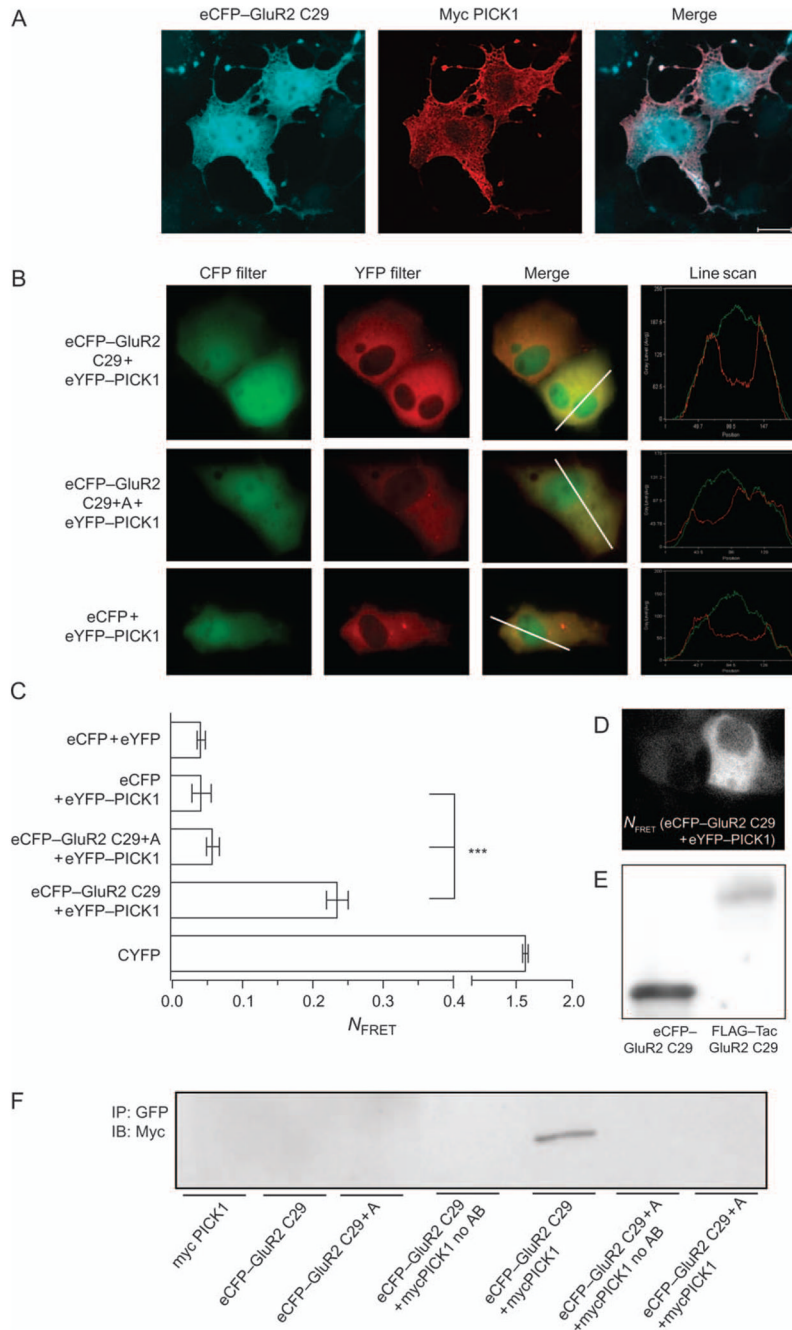 A
eCFP–GluR2 C29
Myc PICK1
Merge
B
CFP filter
YFP filter
Merge
Line scan
eCFP–GluR2
C29+
eYFP–PICK1
eCFP–GluR2
C29+A+
eYFP–PICK1
eCFP+
eYFP–PICK1
Position
Position
Position
C
eCFP+eYFP
eCFP
+eYFP–PICK1
eCFP–GluR2 C29+A
+eYFP–PICK1
eCFP–GluR2 C29
+eYFP–PICK1
CYFP
***
0.0
0.1
0.2
0.3
0.4
1.5
2.0
NFRET
D
NFRET (eCFP–GluR2 C29
+eYFP–PICK1)
E
eCFP–
GluR2 C29
FLAG–Tac
GluR2 C29
F
IP: GFP
IB: Myc
myc PICK1
eCFP–GluR2 C29
eCFP–GluR2 C29+A
eCFP–GluR2 C29
+mycPICK1 no AB
eCFP–GluR2 C29
+mycPICK1
eCFP–GluR2 C29+A
+mycPICK1 no AB
eCFP–GluR2 C29+A
+mycPICK1